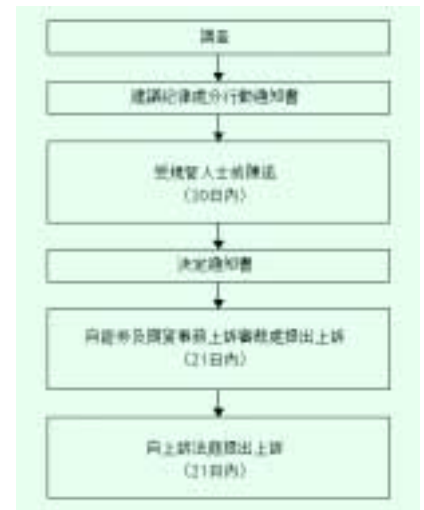 調查
建議紀律處分行動通知書
受規管人士的陳述
(30日內)
決定通知書
向證券及期貨事務上訴審裁處提出上訴
(21日內)
向上訴法庭提出上訴
(21日內)